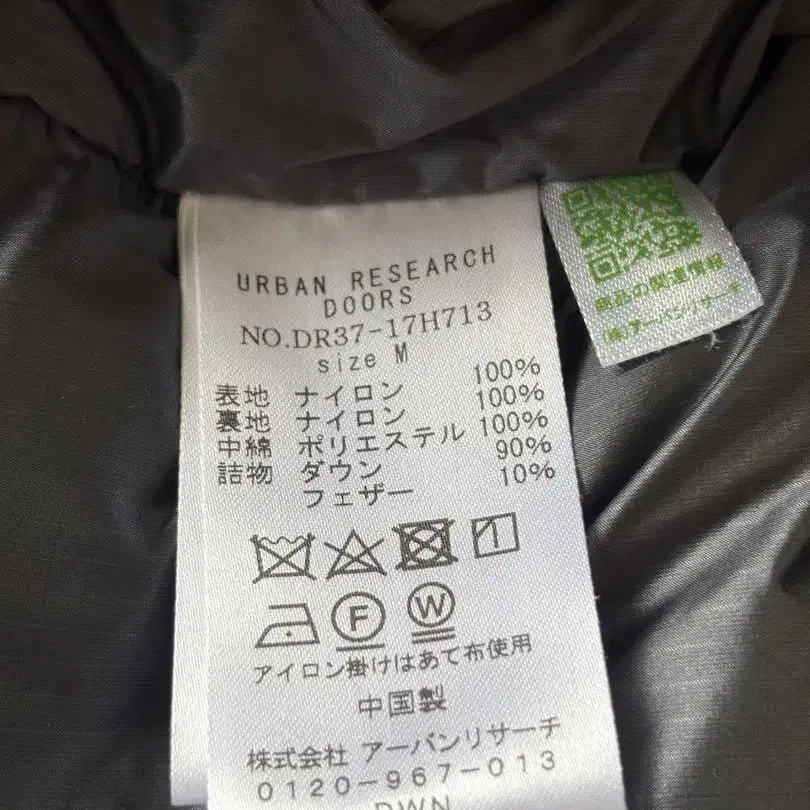 URBAN RESEARCH
DOORS
NO.DR37-17H713
size M
表地 ナイロン 100%
裏地 ナイロン 100%
中綿 ポリエステル 100%
詰物 ダウン 90%
フェザー 10%
F W
アイロン掛けはあて布使用
中国製
株式会社 アーバンリサーチ
0120-967-013
DWN
商品の関連情報
(株)アーバンリサーチ